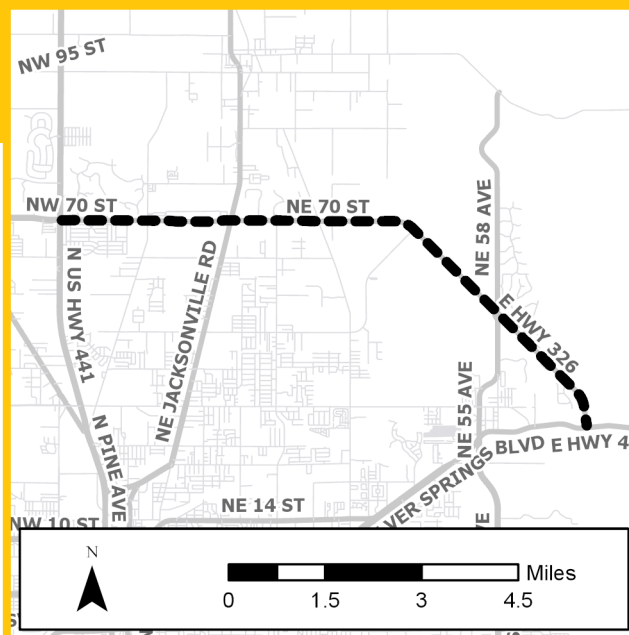 NW 95 ST
NW 70 ST
NE 70 ST
NE 58 AVE
N US HWY 441
NE JACKSONVILLE RD
E HWY 326
NE 55 AVE
N PINE AVE
BLVD E HWY 4
LVER SPRINGS
NE 14 ST
NW 10 ST
VE
N
Miles
0 1.5 3 4.5
S